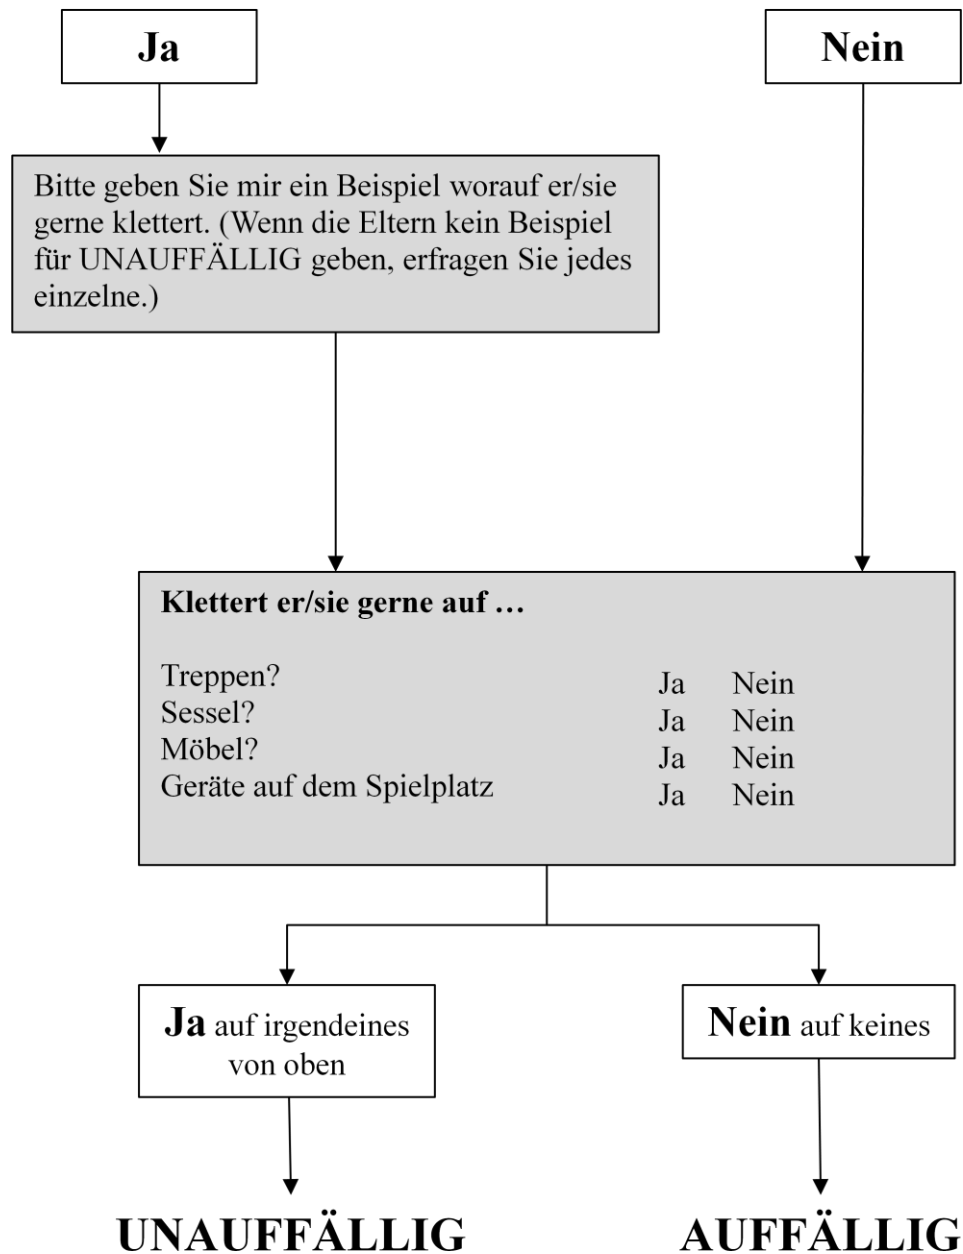 Ja
Nein
Bitte geben Sie mir ein Beispiel worauf er/sie
gerne klettert. (Wenn die Eltern kein Beispiel
für UNAUFFÄLLIG geben, erfragen Sie jedes
einzelne.)
Klettert er/sie gerne auf …
Treppen? Ja Nein
Sessel? Ja Nein
Möbel? Ja Nein
Geräte auf dem Spielplatz Ja Nein
Ja auf irgendeines
von oben
Nein auf keines
UNAUFFÄLLIG
AUFFÄLLIG